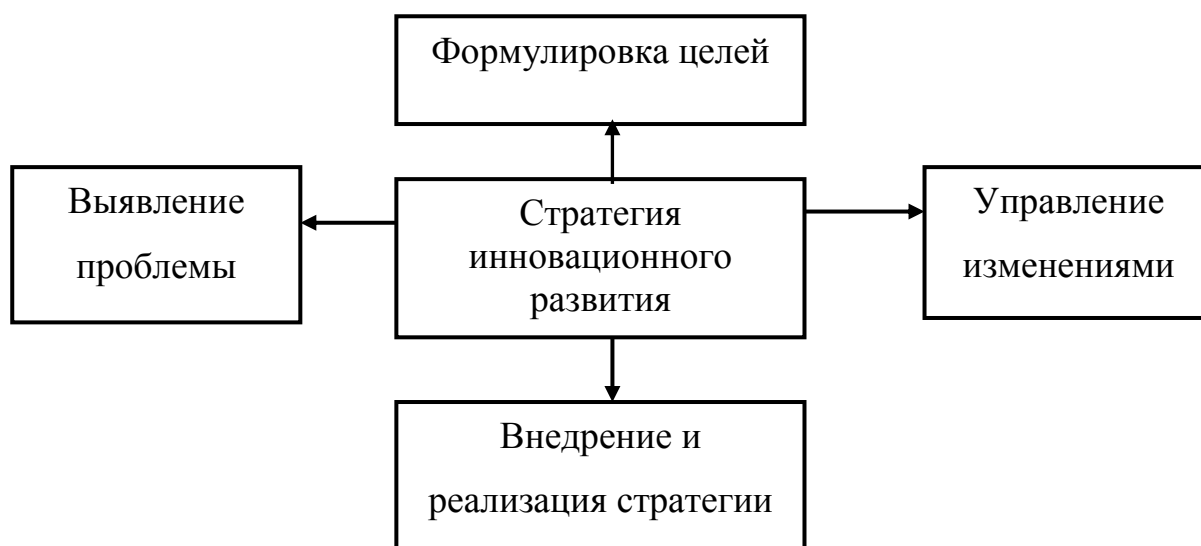 Формулировка целей
Выявление
проблемы
Стратегия
инновационного
развития
Управление
изменениями
Внедрение и
реализация стратегии